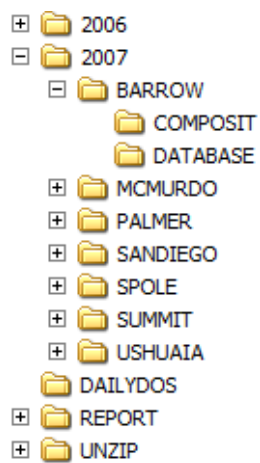 2006
2007
BARROW
COMPOSIT
DATABASE
MCMURDO
PALMER
SANDIEGO
SPOLE
SUMMIT
USHUAIA
DAILYDOS
REPORT
UNZIP